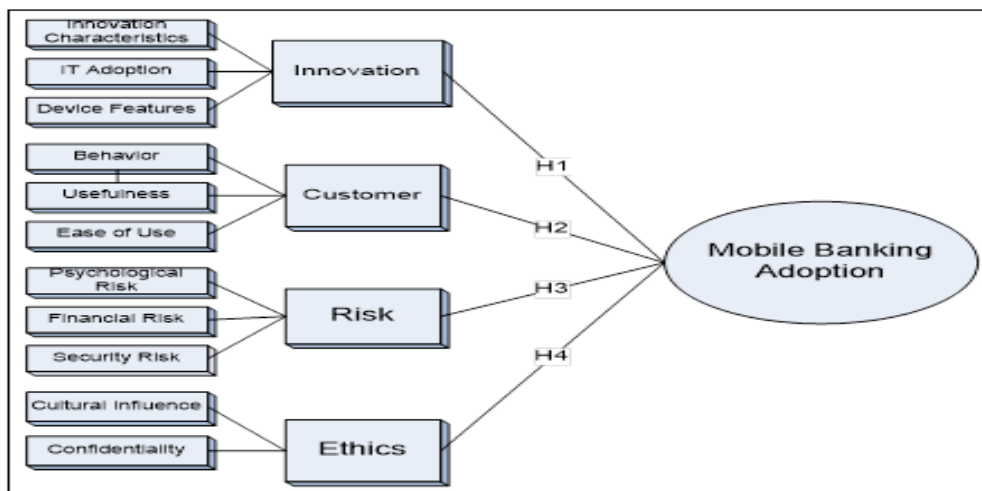 Innovation
Characteristics
IT Adoption
Device Features
Innovation
Behavior
Usefulness
Ease of Use
Customer
Psychological
Risk
Financial Risk
Security Risk
Risk
Cultural Influence
Confidentiality
Ethics
H1
H2
H3
H4
Mobile Banking
Adoption